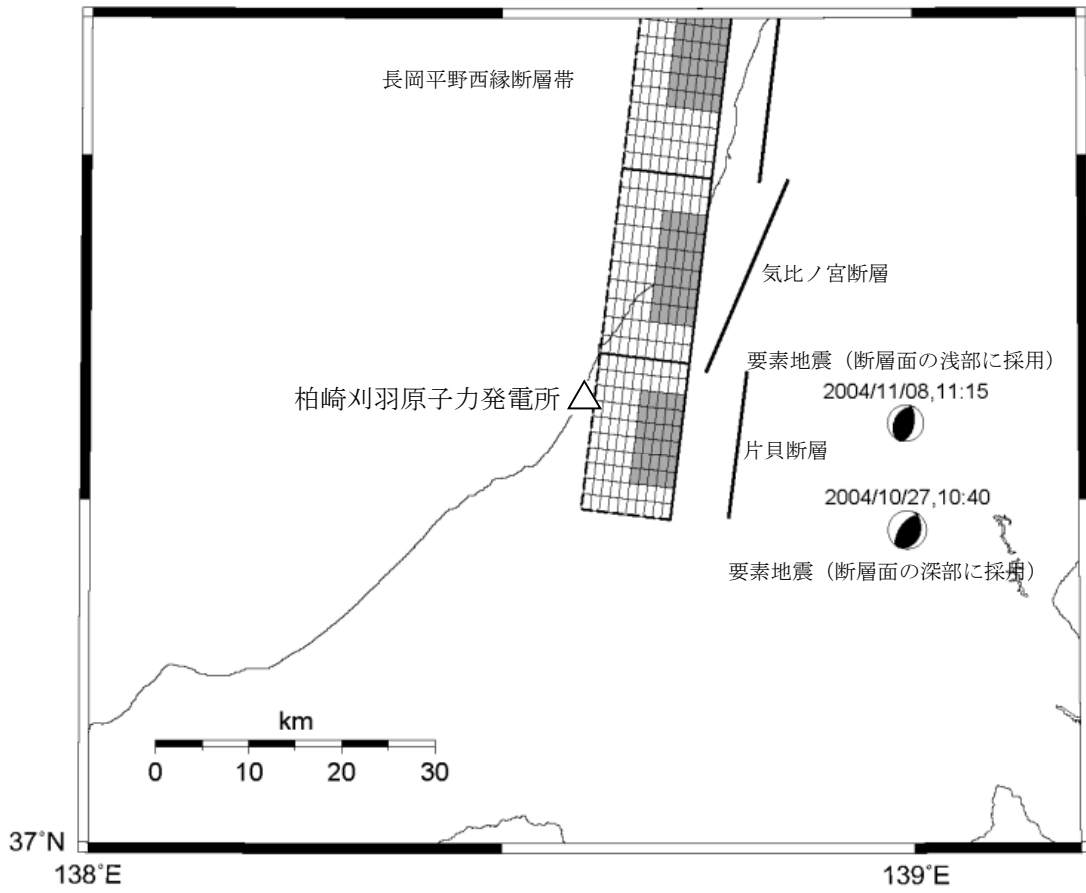 長岡平野西縁断層帯
気比ノ宮断層
要素地震（断層面の浅部に採用）
2004/11/08,11:15
柏崎刈羽原子力発電所
片貝断層
2004/10/27,10:40
要素地震（断層面の深部に採用）
km
0 10 20 30
37°N
138°E 139°E